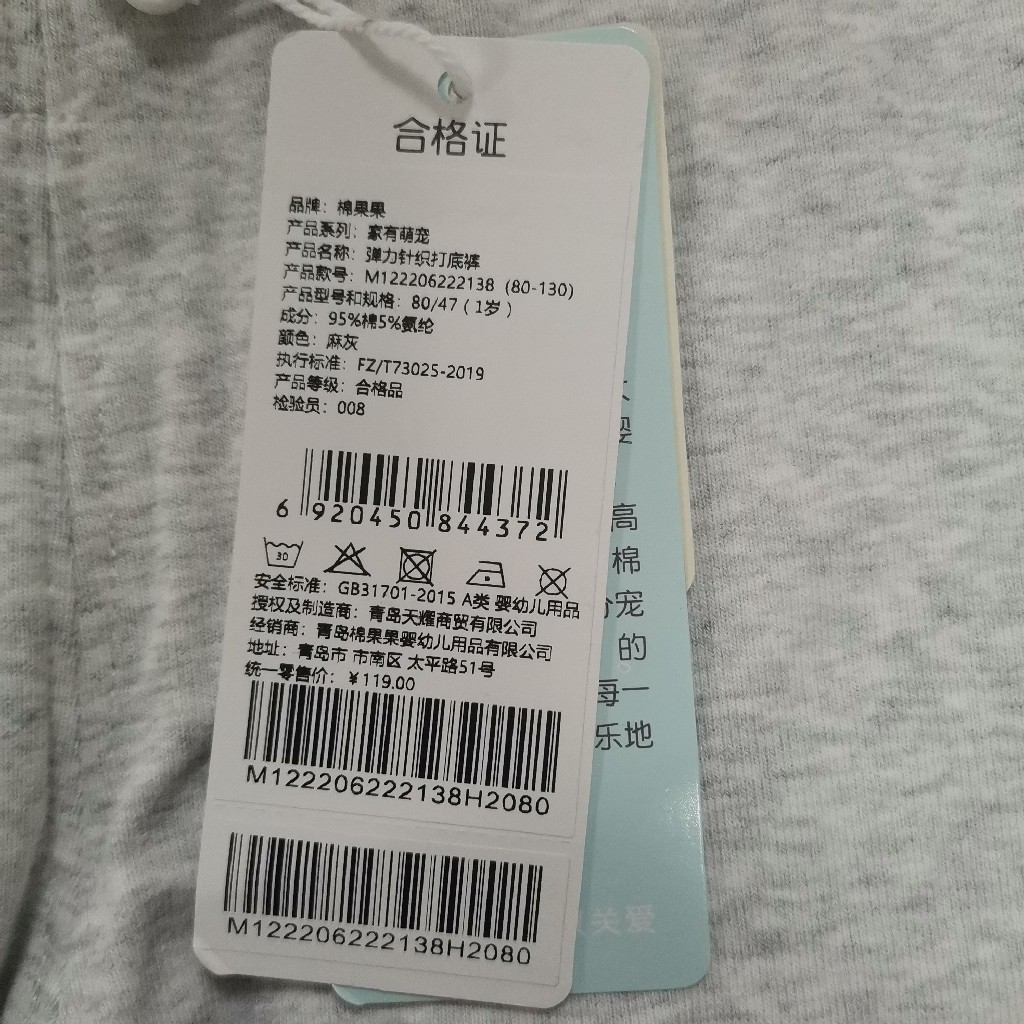 合格证
品牌：棉果果
产品系列：家有萌宠
产品名称：弹力针织打底裤
产品款号：M122206222138（80-130）
产品型号和规格：80/47（1岁）
成分：95%棉5%氨纶
颜色：麻灰
执行标准：FZ/T73025-2019
产品等级：合格品
检验员：008
6 920450 844372
30
安全标准：GB31701-2015 A类 婴幼儿用品
授权及制造商：青岛天耀商贸有限公司
经销商：青岛棉果果婴幼儿用品有限公司
地址：青岛市 市南区 太平路51号
统一零售价：￥119.00
M122206222138H2080
M122206222138H2080
高
棉
宠
的
每一
乐地
关爱